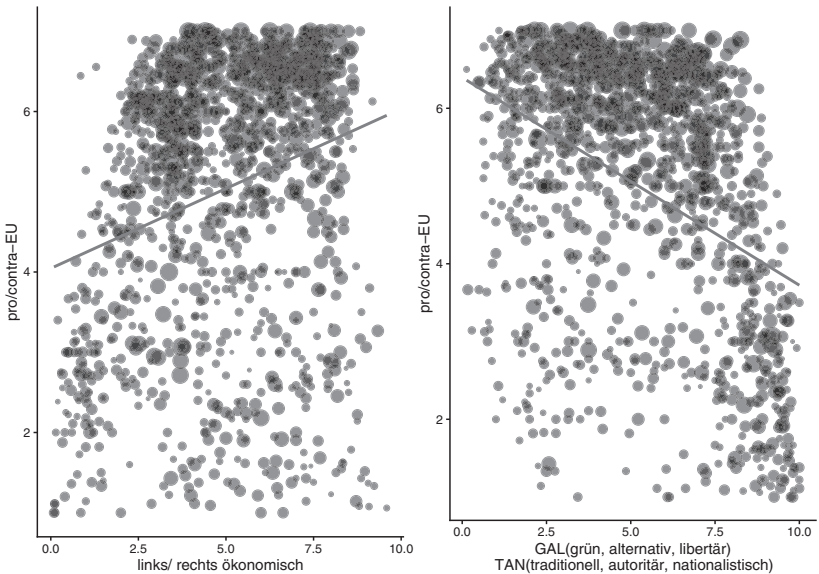 pro/contra−EU
6
4
2
0.0 2.5 5.0 7.5 10.0
links/ rechts ökonomisch
pro/contra−EU
6
4
2
0.0 2.5 5.0 7.5 10.0
GAL(grün, alternativ, libertär)
TAN(traditionell, autoritär, nationalistisch)